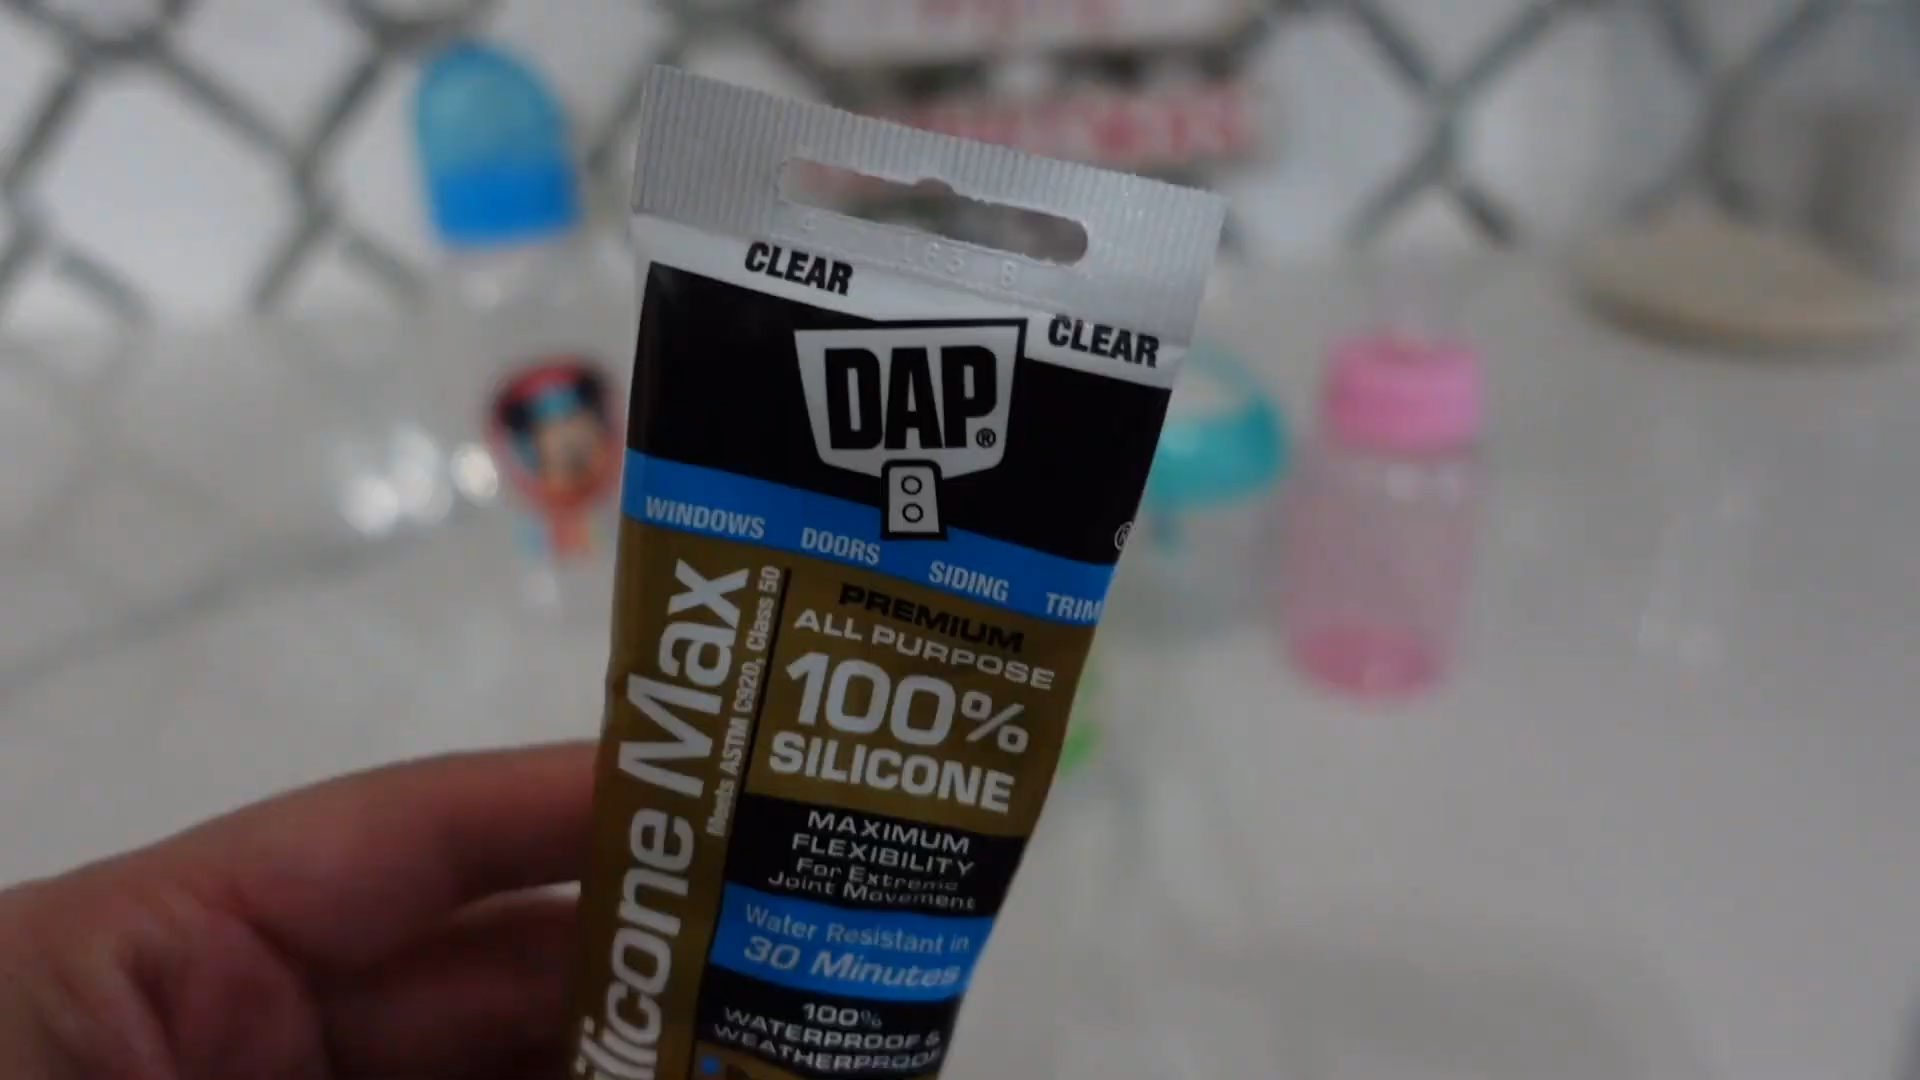 CLEAR
CLEAR
DAP®
WINDOWS DOORS SIDING TRIM
Silicone Max
Meets ASTM C920, Class 50
PREMIUM
ALL PURPOSE
100%
SILICONE
MAXIMUM
FLEXIBILITY
For Extreme
Joint Movement
Water Resistant in
30 Minutes
100%
WATERPROOF &
WEATHERPROOF